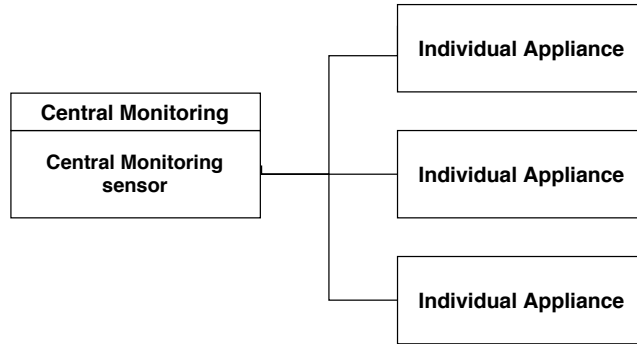 Individual Appliance
Central Monitoring
Central Monitoring
sensor
Individual Appliance
Individual Appliance